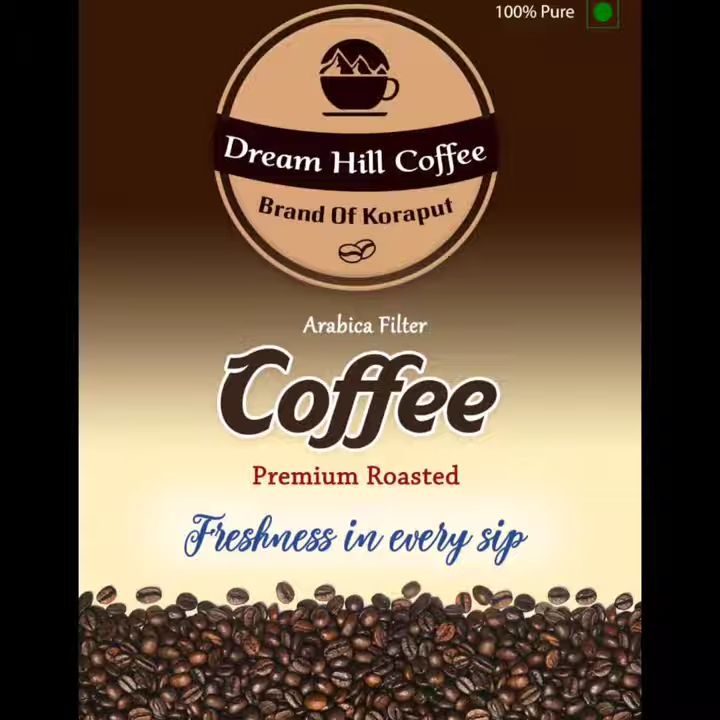 100% Pure
Dream Hill Coffee
Brand Of Koraput
Arabica Filter
Coffee
Premium Roasted
Freshness in every sip